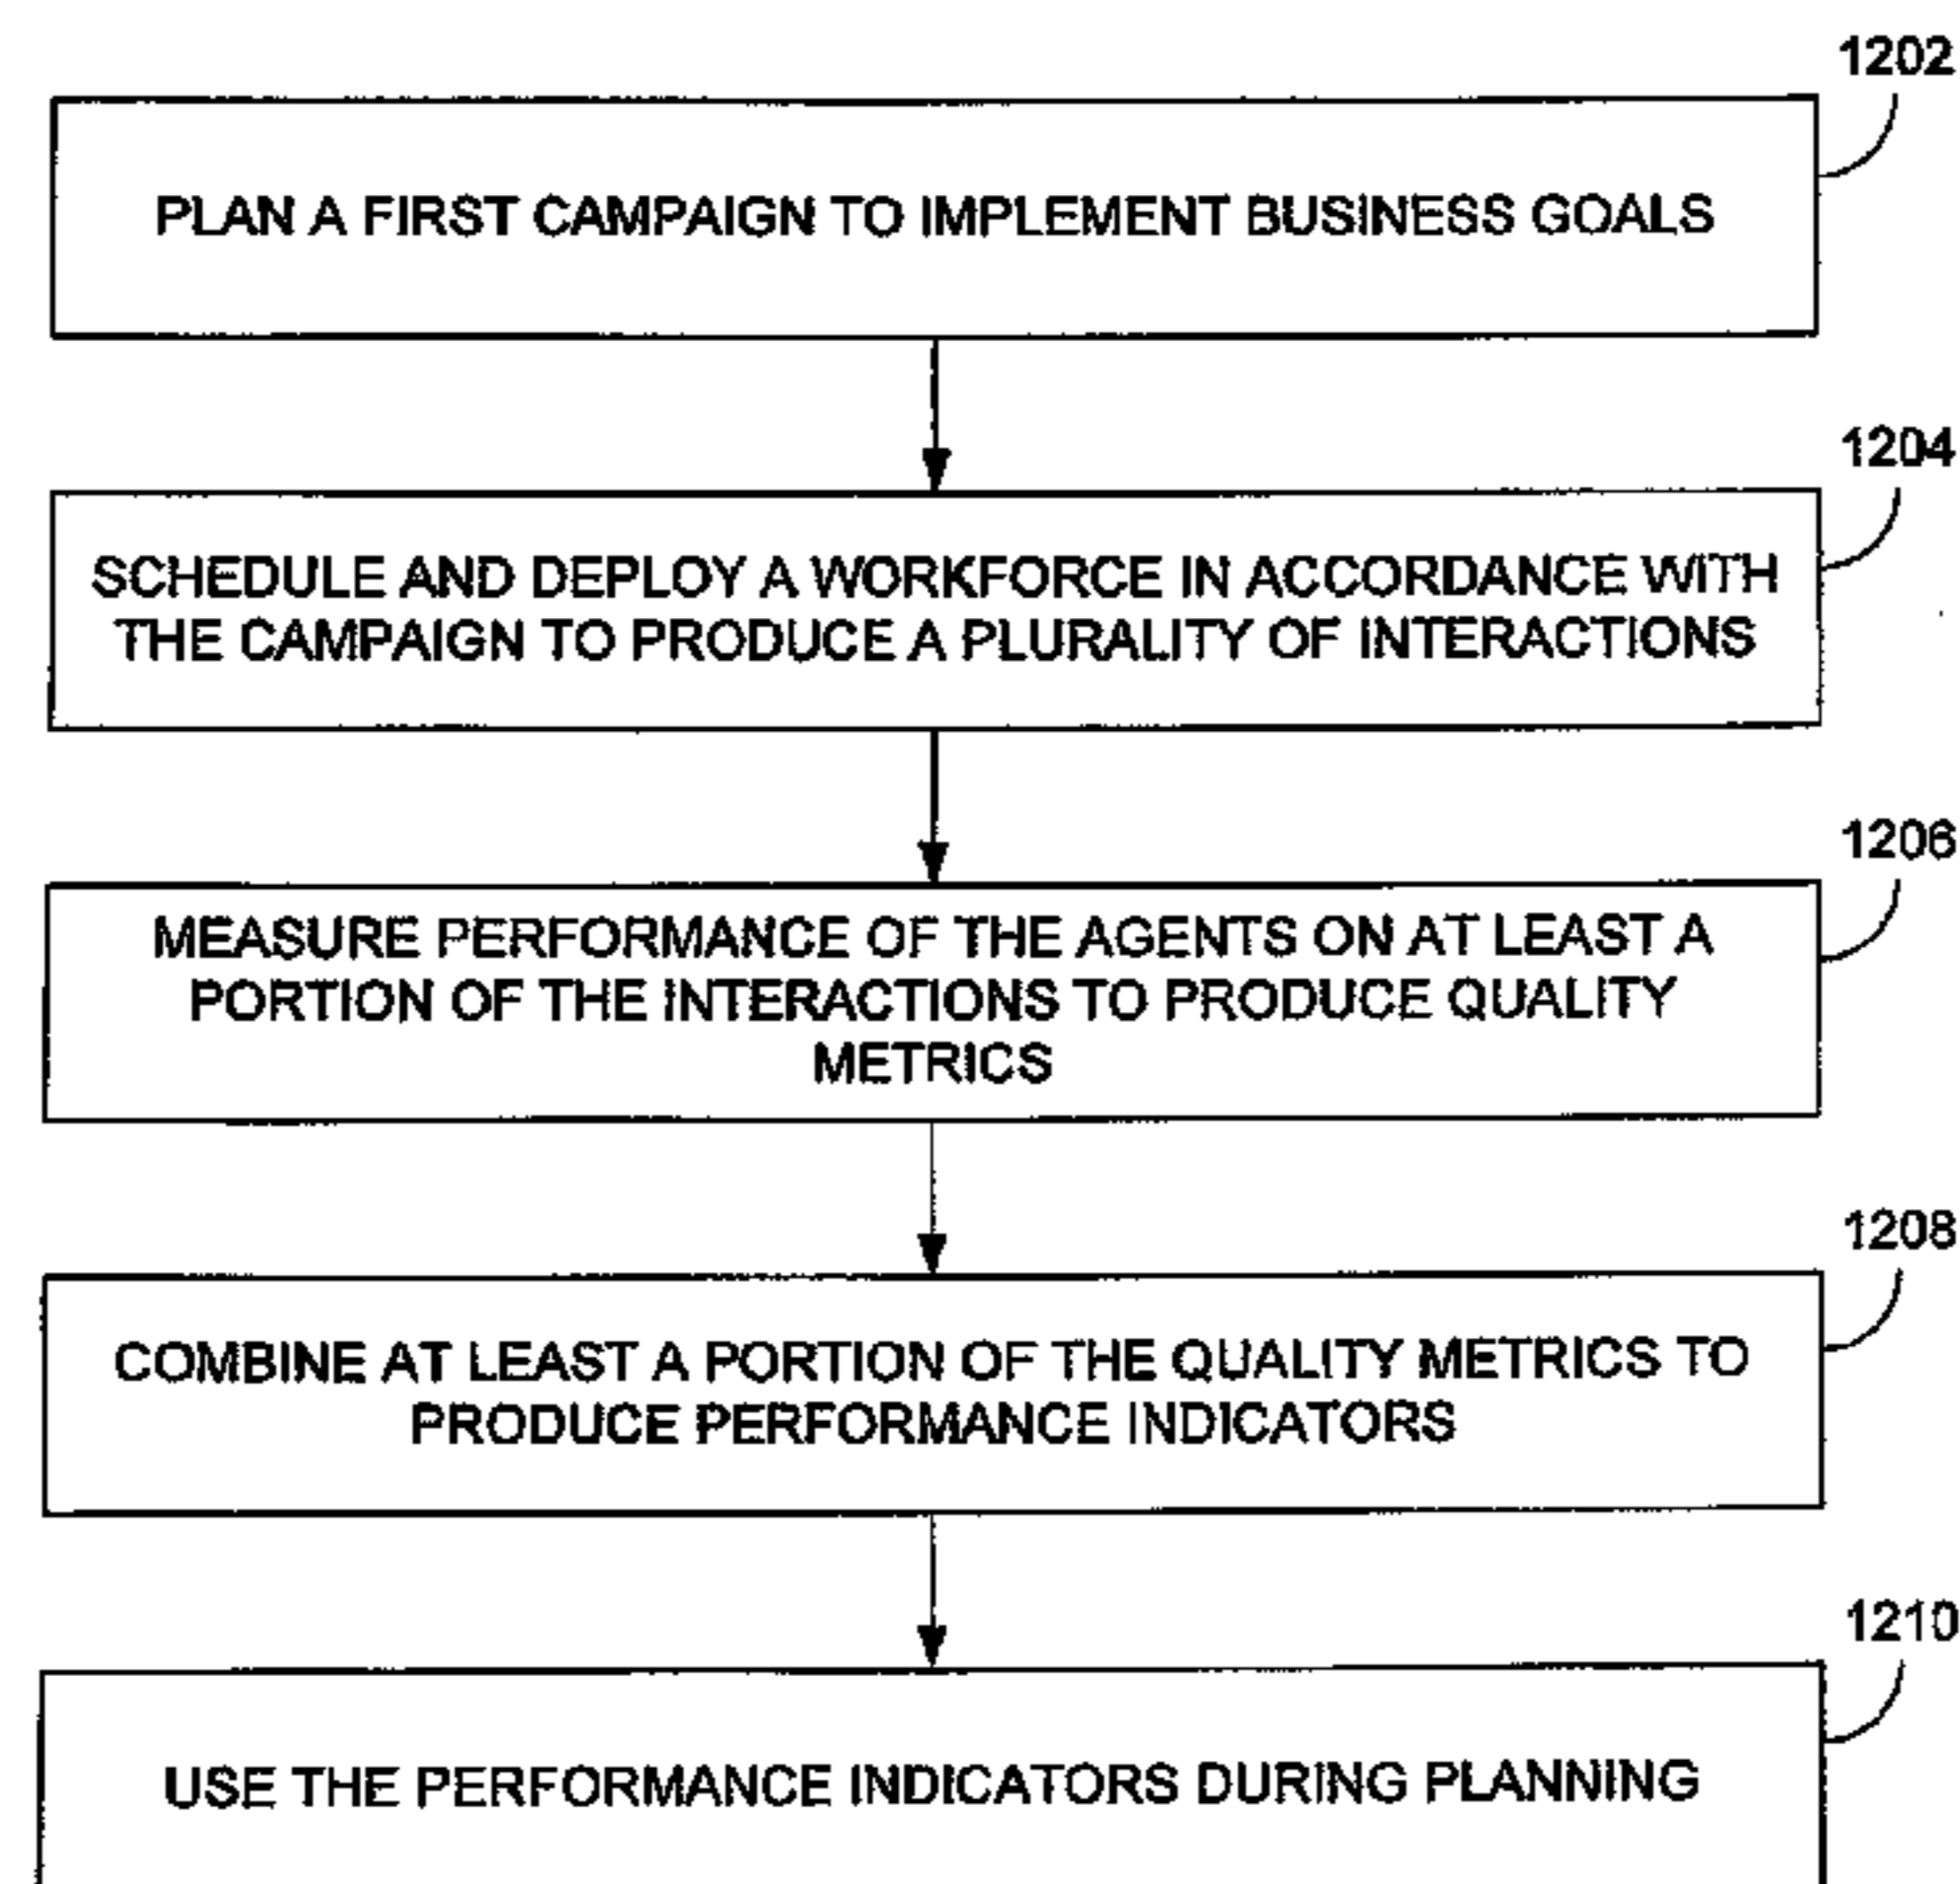 1202
PLAN A FIRST CAMPAIGN TO IMPLEMENT BUSINESS GOALS
1204
SCHEDULE AND DEPLOY A WORKFORCE IN ACCORDANCE WITH
THE CAMPAIGN TO PRODUCE A PLURALITY OF INTERACTIONS
1206
MEASURE PERFORMANCE OF THE AGENTS ON AT LEAST A
PORTION OF THE INTERACTIONS TO PRODUCE QUALITY
METRICS
1208
COMBINE AT LEAST A PORTION OF THE QUALITY METRICS TO
PRODUCE PERFORMANCE INDICATORS
1210
USE THE PERFORMANCE INDICATORS DURING PLANNING